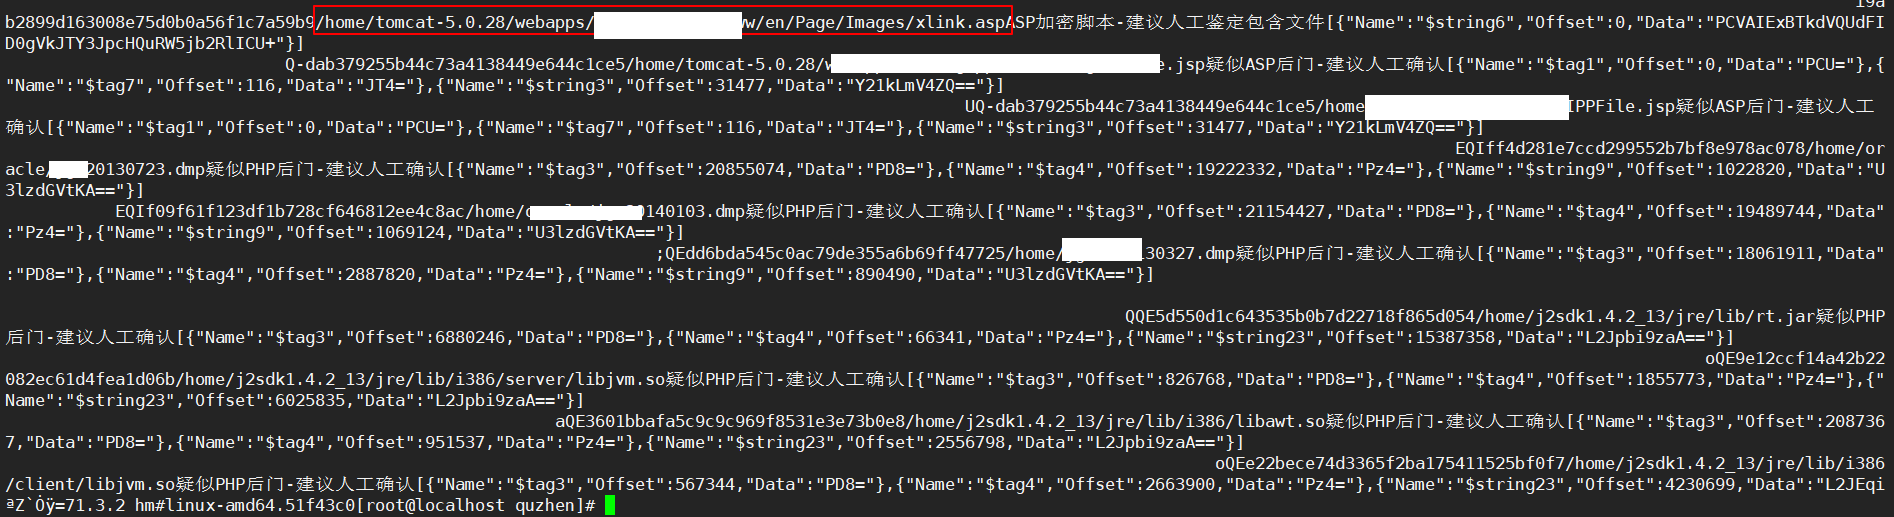 19a
b2899d163008e75d0b0a56f1c7a59b9/home/tomcat-5.0.28/webapps/ w/en/Page/Images/xlink.aspASP加密脚本-建议人工鉴定包含文件[{"Name":"$string6","Offset":0,"Data":"PCVAIExBTkdVQUdFI
D0gVkJTY3JpcHQuRW5jb2RlICU+"}]
Q-dab379255b44c73a4138449e644c1ce5/home/tomcat-5.0.28/ e.jsp疑似ASP后门-建议人工确认[{"Name":"$tag1","Offset":0,"Data":"PCU="},{
"Name":"$tag7","Offset":116,"Data":"JT4="},{"Name":"$string3","Offset":31477,"Data":"Y21kLmV4ZQ=="}]
UQ-dab379255b44c73a4138449e644c1ce5/home IPPFile.jsp疑似ASP后门-建议人工
确认[{"Name":"$tag1","Offset":0,"Data":"PCU="},{"Name":"$tag7","Offset":116,"Data":"JT4="},{"Name":"$string3","Offset":31477,"Data":"Y21kLmV4ZQ=="}]
EQIff4d281e7ccd299552b7bf8e978ac078/home/or
acle/ 20130723.dmp疑似PHP后门-建议人工确认[{"Name":"$tag3","Offset":20855074,"Data":"PD8="},{"Name":"$tag4","Offset":19222332,"Data":"Pz4="},{"Name":"$string9","Offset":1022820,"Data":"U
3lzdGVtKA=="}]
EQIf09f61f123df1b728cf646812ee4c8ac/home/ 0140103.dmp疑似PHP后门-建议人工确认[{"Name":"$tag3","Offset":21154427,"Data":"PD8="},{"Name":"$tag4","Offset":19489744,"Data"
:"Pz4="},{"Name":"$string9","Offset":1069124,"Data":"U3lzdGVtKA=="}]
;QEdd6bda545c0ac79de355a6b69ff47725/home/ 130327.dmp疑似PHP后门-建议人工确认[{"Name":"$tag3","Offset":18061911,"Data"
:"PD8="},{"Name":"$tag4","Offset":2887820,"Data":"Pz4="},{"Name":"$string9","Offset":890490,"Data":"U3lzdGVtKA=="}]
QQE5d550d1c643535b0b7d22718f865d054/home/j2sdk1.4.2_13/jre/lib/rt.jar疑似PHP
后门-建议人工确认[{"Name":"$tag3","Offset":6880246,"Data":"PD8="},{"Name":"$tag4","Offset":66341,"Data":"Pz4="},{"Name":"$string23","Offset":15387358,"Data":"L2Jpbi9zaA=="}]
oQE9e12ccf14a42b22
082ec61d4fea1d06b/home/j2sdk1.4.2_13/jre/lib/i386/server/libjvm.so疑似PHP后门-建议人工确认[{"Name":"$tag3","Offset":826768,"Data":"PD8="},{"Name":"$tag4","Offset":1855773,"Data":"Pz4="},{"
Name":"$string23","Offset":6025835,"Data":"L2Jpbi9zaA=="}]
aQE3601bbafa5c9c9c969f8531e3e73b0e8/home/j2sdk1.4.2_13/jre/lib/i386/libawt.so疑似PHP后门-建议人工确认[{"Name":"$tag3","Offset":208736
7,"Data":"PD8="},{"Name":"$tag4","Offset":951537,"Data":"Pz4="},{"Name":"$string23","Offset":2556798,"Data":"L2Jpbi9zaA=="}]
oQEe22bece74d3365f2ba175411525bf0f7/home/j2sdk1.4.2_13/jre/lib/i386
/client/libjvm.so疑似PHP后门-建议人工确认[{"Name":"$tag3","Offset":567344,"Data":"PD8="},{"Name":"$tag4","Offset":2663900,"Data":"Pz4="},{"Name":"$string23","Offset":4230699,"Data":"L2JEqi
ªZ`Òÿ=71.3.2 hm#linux-amd64.51f43c0[root@localhost quzhen]#